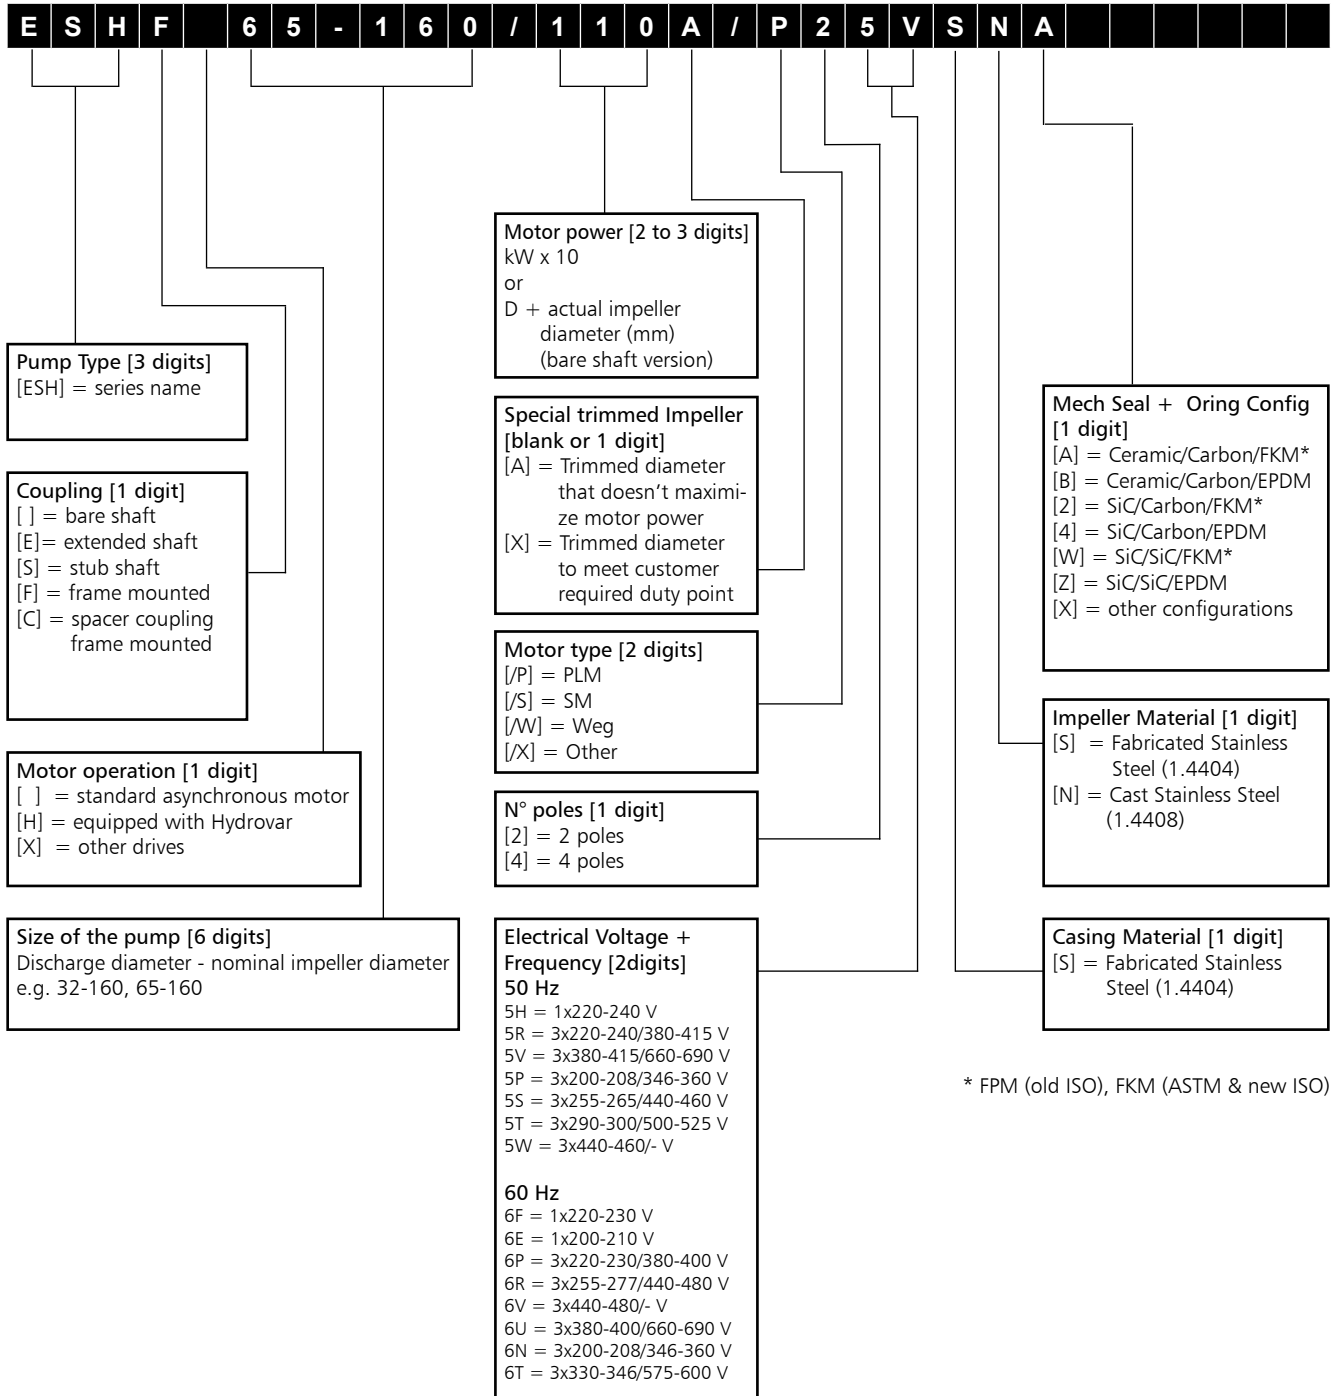 E S H F 6 5 - 1 6 0 / 1 1 0 A / P 2 5 V S N A
Pump Type [3 digits]
[ESH] = series name
Coupling [1 digit]
[ ] = bare shaft
[E]= extended shaft
[S] = stub shaft
[F] = frame mounted
[C] = spacer coupling
frame mounted
Motor operation [1 digit]
[ ] = standard asynchronous motor
[H] = equipped with Hydrovar
[X] = other drives
Size of the pump [6 digits]
Discharge diameter - nominal impeller diameter
e.g. 32-160, 65-160
Motor power [2 to 3 digits]
kW x 10
or
D + actual impeller
diameter (mm)
(bare shaft version)
Special trimmed Impeller
[blank or 1 digit]
[A] = Trimmed diameter
that doesn't maximi-
ze motor power
[X] = Trimmed diameter
to meet customer
required duty point
Motor type [2 digits]
[/P] = PLM
[/S] = SM
[/W] = Weg
[/X] = Other
N° poles [1 digit]
[2] = 2 poles
[4] = 4 poles
Electrical Voltage +
Frequency [2digits]
50 Hz
5H = 1x220-240 V
5R = 3x220-240/380-415 V
5V = 3x380-415/660-690 V
5P = 3x200-208/346-360 V
5S = 3x255-265/440-460 V
5T = 3x290-300/500-525 V
5W = 3x440-460/- V
60 Hz
6F = 1x220-230 V
6E = 1x200-210 V
6P = 3x220-230/380-400 V
6R = 3x255-277/440-480 V
6V = 3x440-480/- V
6U = 3x380-400/660-690 V
6N = 3x200-208/346-360 V
6T = 3x330-346/575-600 V
Mech Seal + Oring Config
[1 digit]
[A] = Ceramic/Carbon/FKM*
[B] = Ceramic/Carbon/EPDM
[2] = SiC/Carbon/FKM*
[4] = SiC/Carbon/EPDM
[W] = SiC/SiC/FKM*
[Z] = SiC/SiC/EPDM
[X] = other configurations
Impeller Material [1 digit]
[S] = Fabricated Stainless
Steel (1.4404)
[N] = Cast Stainless Steel
(1.4408)
Casing Material [1 digit]
[S] = Fabricated Stainless
Steel (1.4404)
* FPM (old ISO), FKM (ASTM & new ISO)